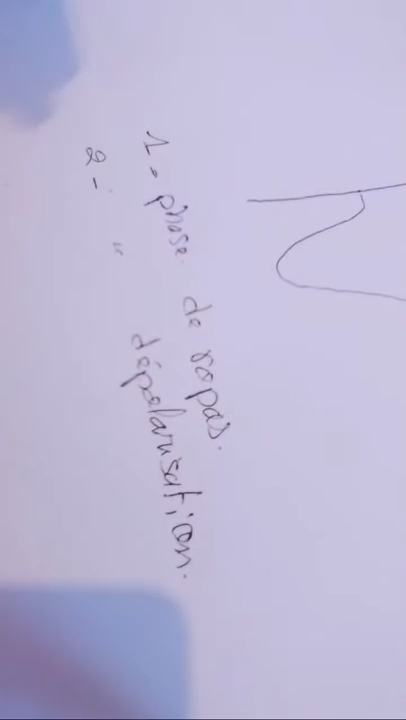 1- phase de repos.
2- " dépolarisation.